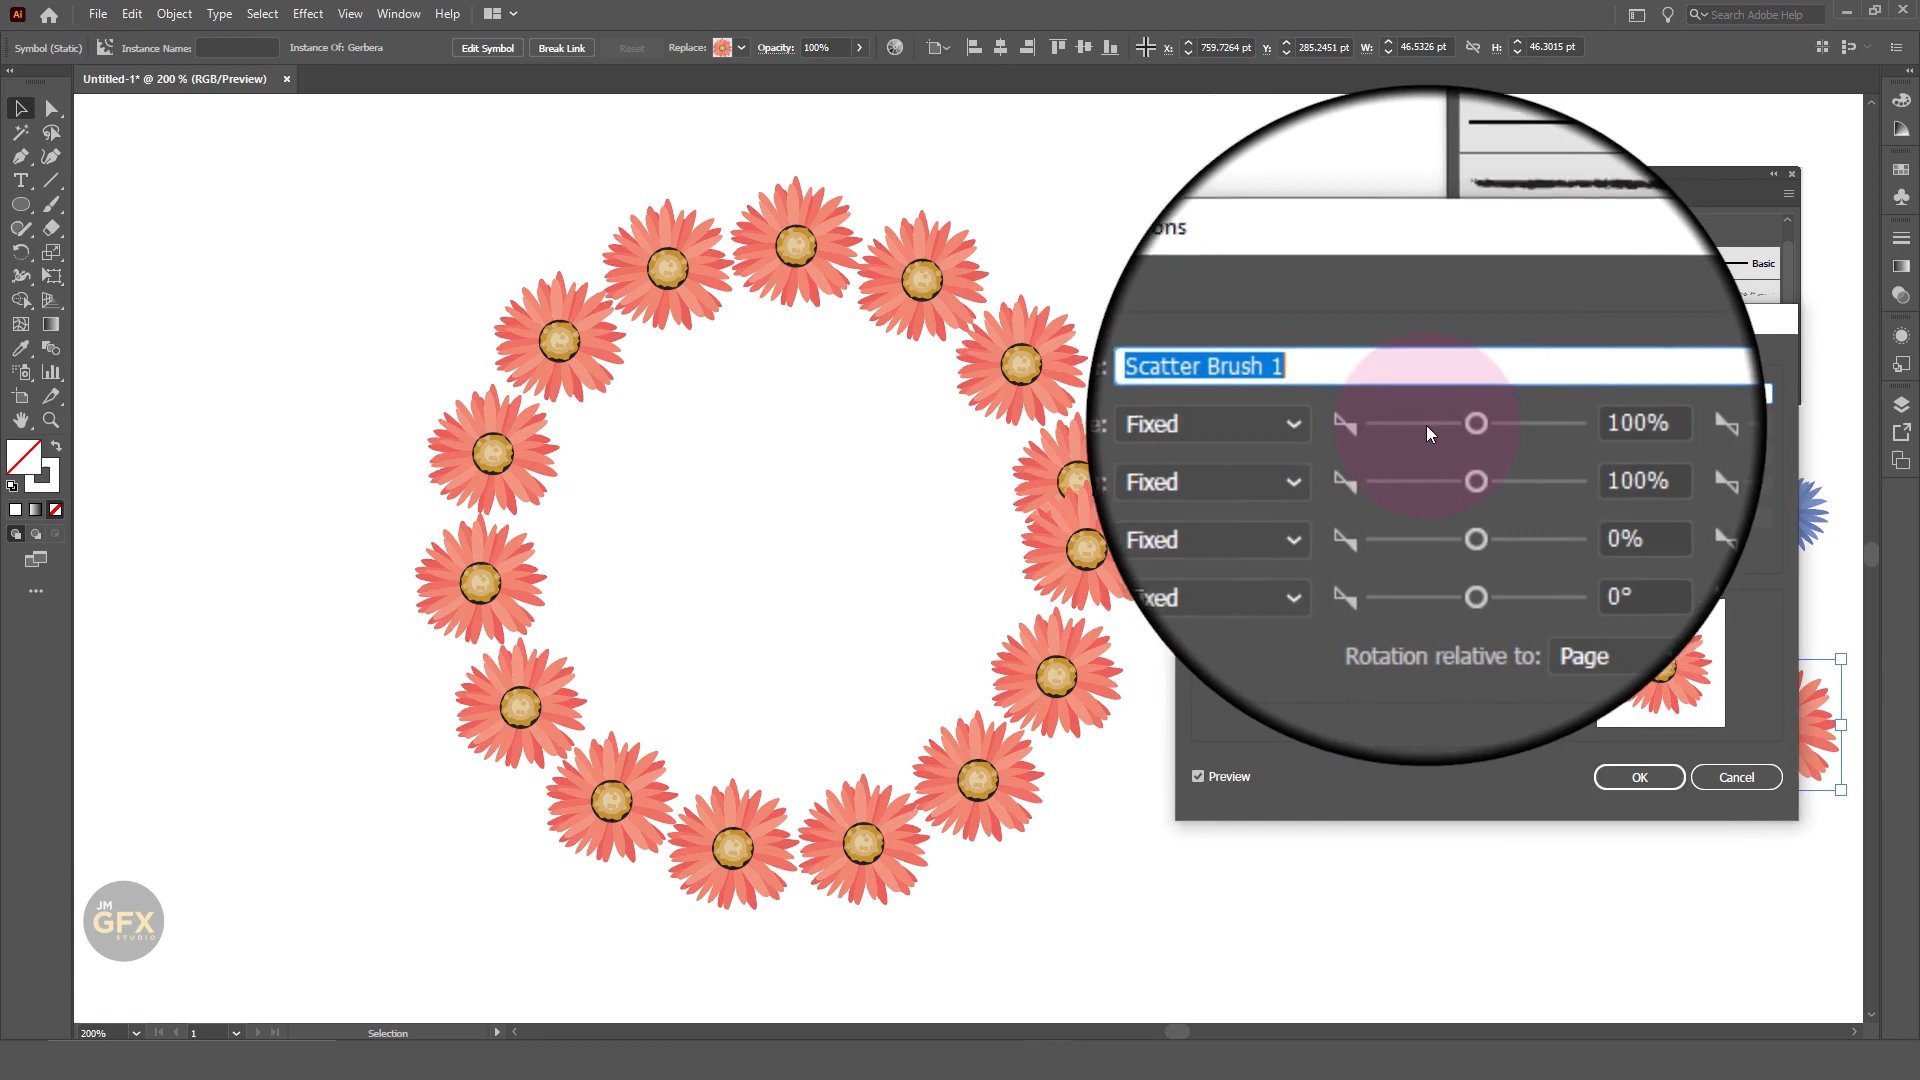 Ai File Edit Object Type Select Effect View Window Help Search Adobe Help
Symbol (Static) Instance Name: Instance Of: Gerbera Edit Symbol Break Link Reset Replace: Opacity: 100% X: 759.7264 pt Y: 285.2451 pt W: 46.5326 pt H: 46.3015 pt
Untitled-1* @ 200 % (RGB/Preview)
ons
Basic
Scatter Brush 1
Fixed 100%
Fixed 100%
Fixed 0%
Fixed 0°
Rotation relative to: Page
Preview OK Cancel
JM
GFX
STUDIO
200% 1 Selection